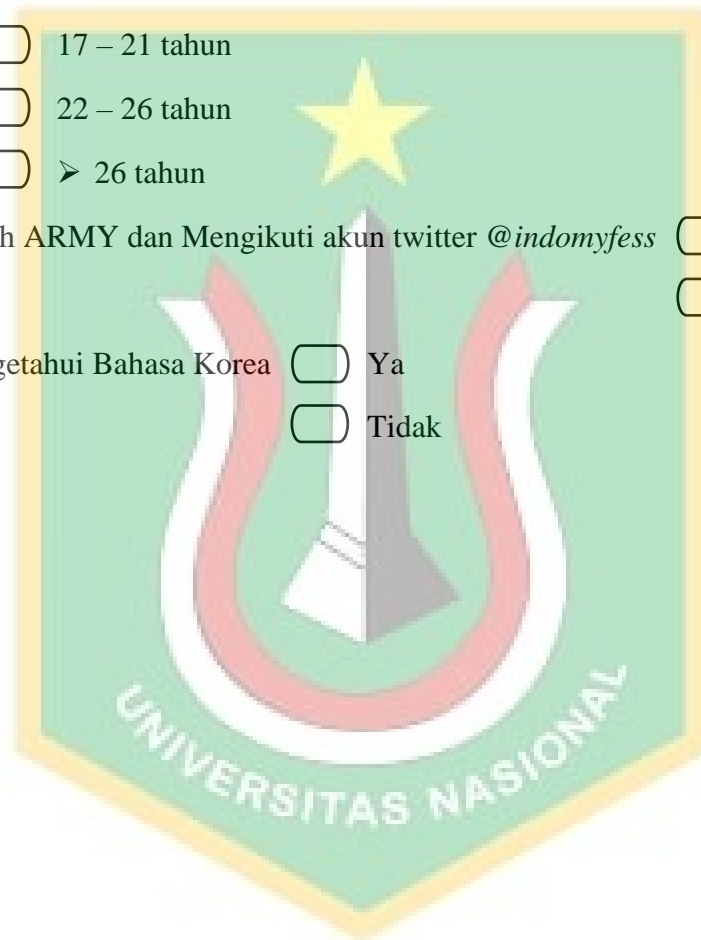 17 – 21 tahun
22 – 26 tahun
➢ 26 tahun
h ARMY dan Mengikuti akun twitter @indomyfess
getahui Bahasa Korea Ya
Tidak
UNIVERSITAS NASIONAL